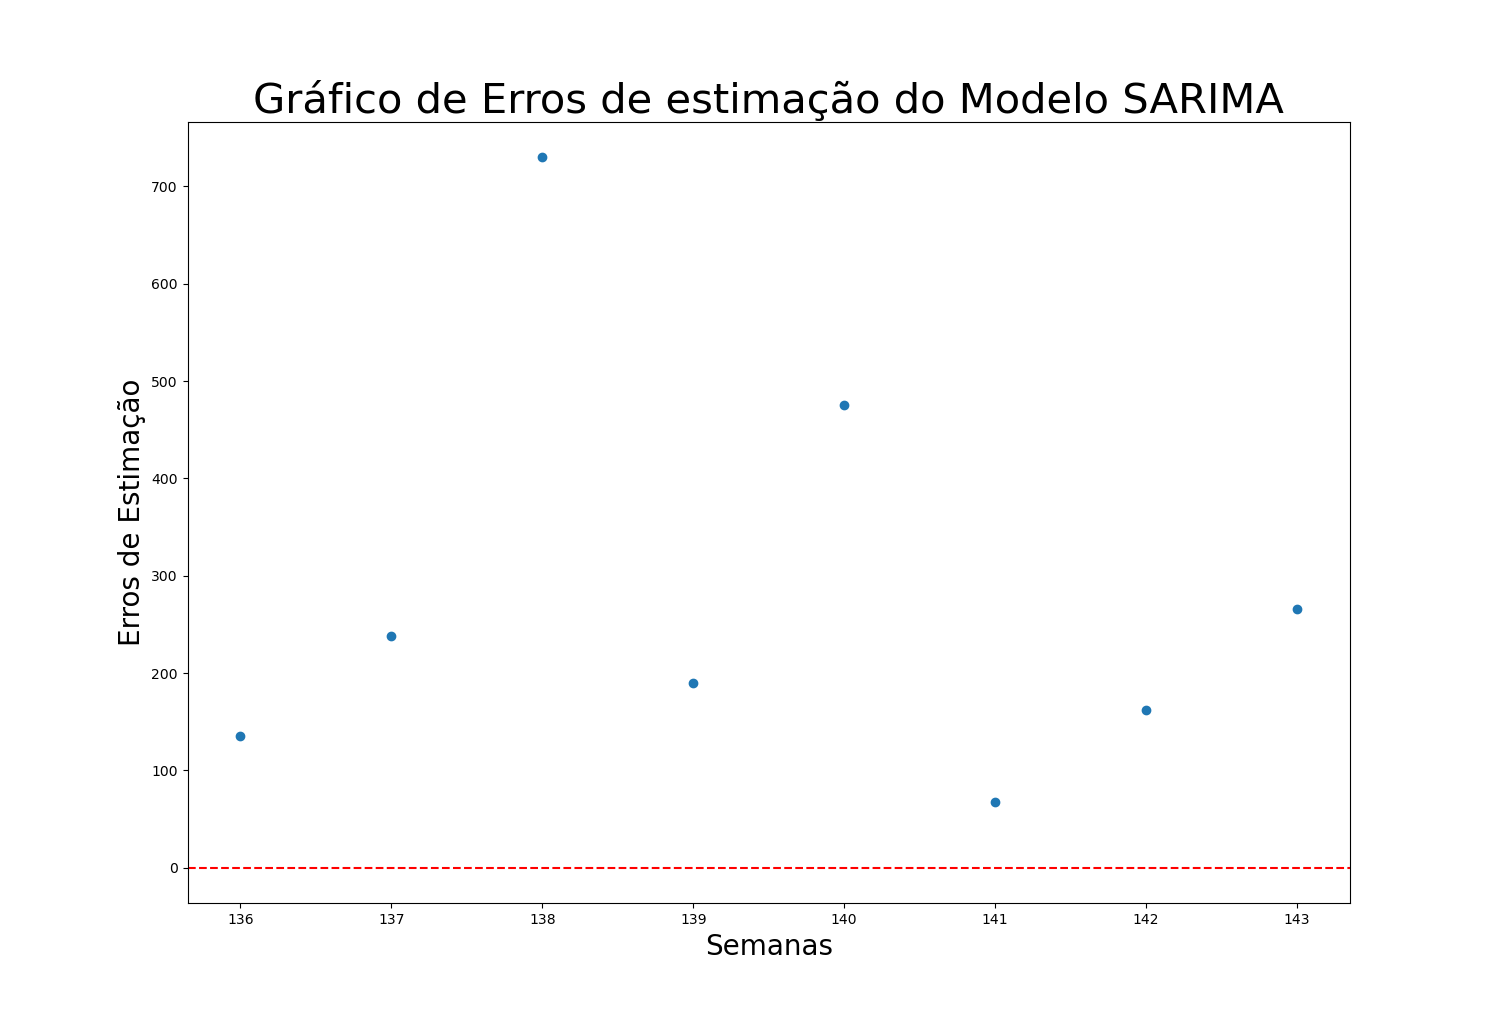 Gráfico de Erros de estimação do Modelo SARIMA
Erros de Estimação
700
600
500
400
300
200
100
0
136 137 138 139 140 141 142 143
Semanas